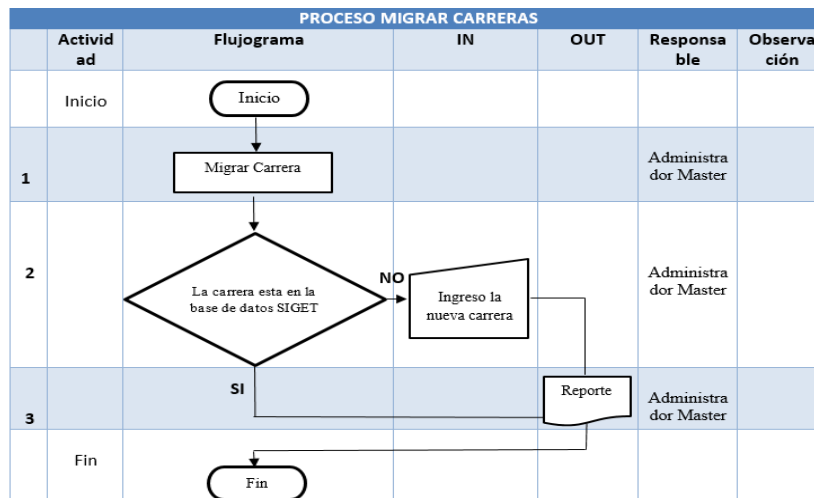 PROCESO MIGRAR CARRERAS
Activid
ad
Flujograma
IN
OUT
Responsa
ble
Observa
ción
Inicio
Inicio
1
Migrar Carrera
Administra
dor Master
2
La carrera esta en la
base de datos SIGET
NO
Ingreso la
nueva carrera
Administra
dor Master
SI
3
Reporte
Administra
dor Master
Fin
Fin